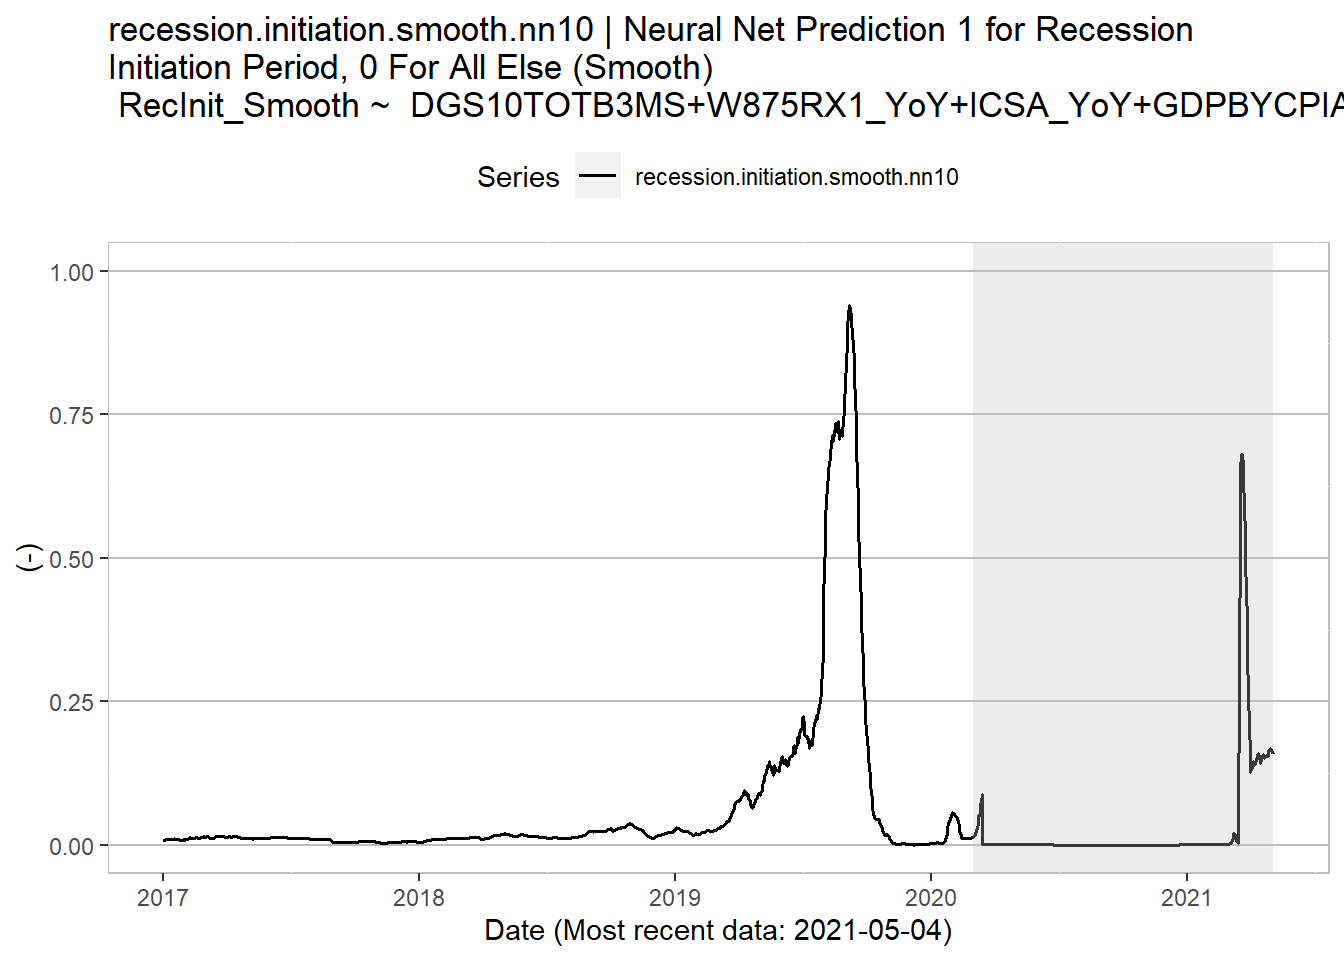 recession.initiation.smooth.nn10 | Neural Net Prediction 1 for Recession
Initiation Period, 0 For All Else (Smooth)
RecInit_Smooth ~ DGS10TOTB3MS+W875RX1_YoY+ICSA_YoY+GDPBYCPIA
Series
recession.initiation.smooth.nn10
1.00
0.75
0.50
0.25
0.00
(-)
2017
2018
2019
2020
2021
Date (Most recent data: 2021-05-04)